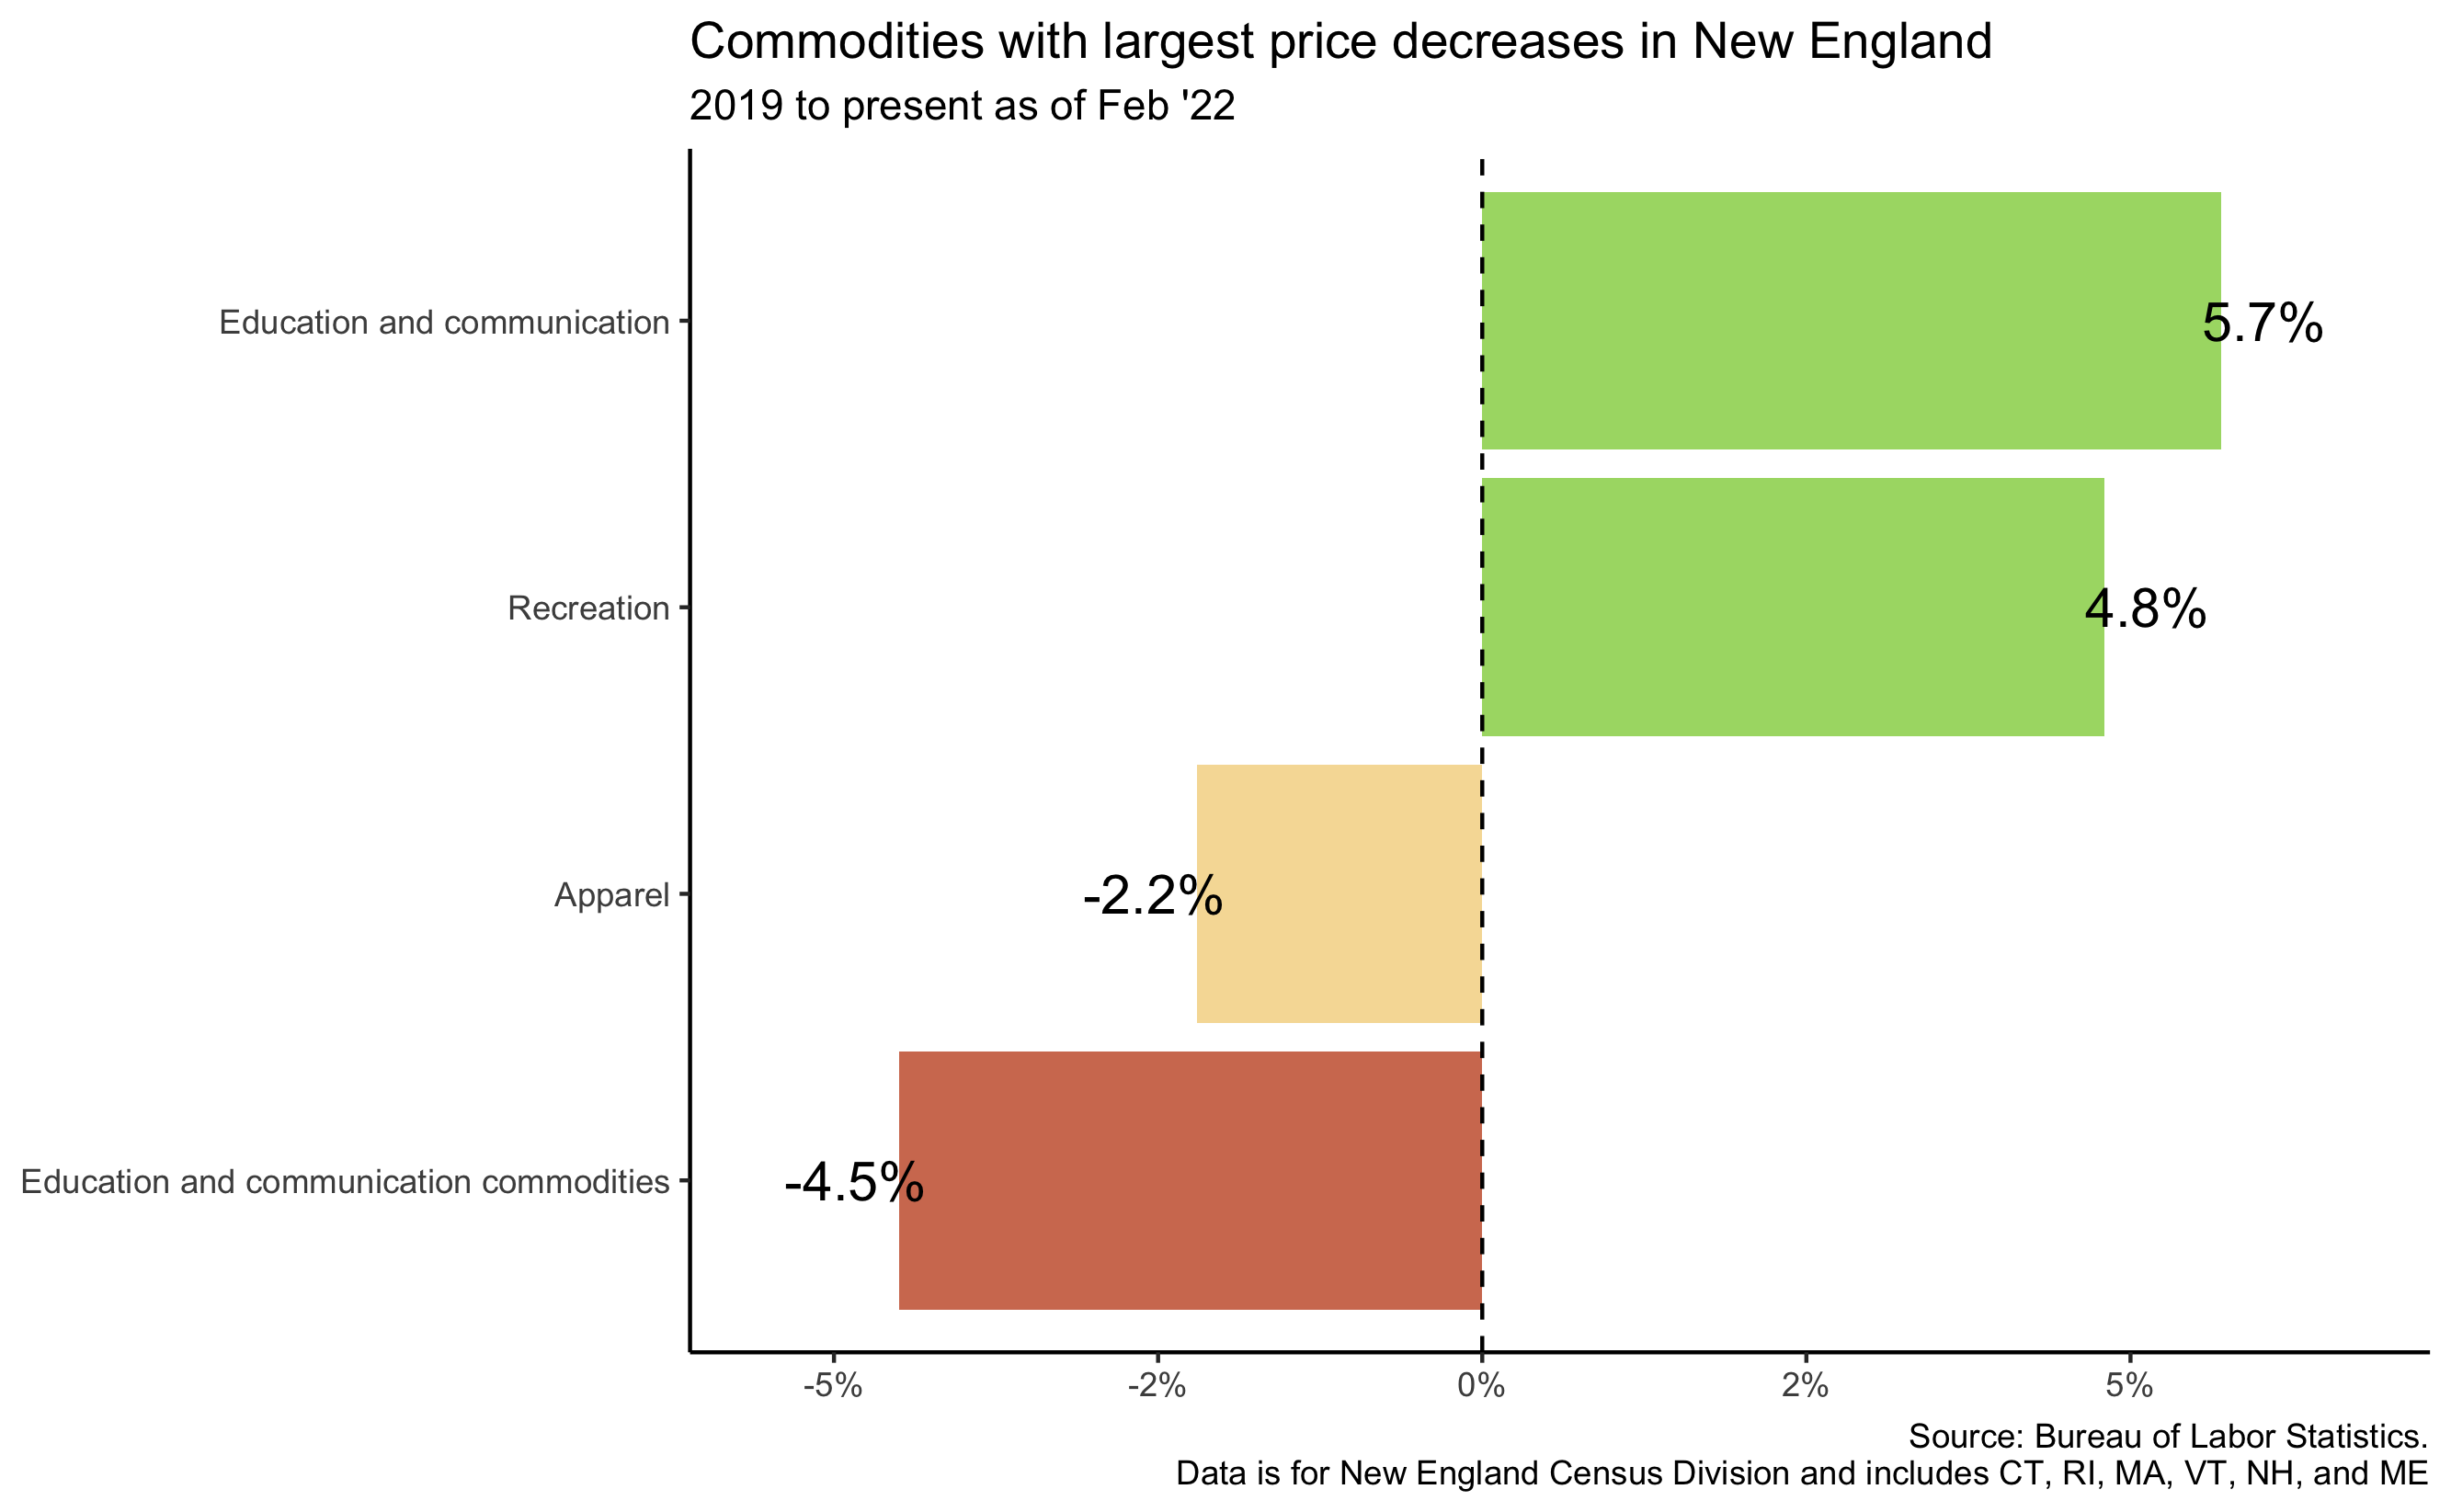 Commodities with largest price decreases in New England
2019 to present as of Feb '22
Education and communication
5.7%
Recreation
4.8%
Apparel
-2.2%
Education and communication commodities
-4.5%
-5%
-2%
0%
2%
5%
Source: Bureau of Labor Statistics.
Data is for New England Census Division and includes CT, RI, MA, VT, NH, and ME